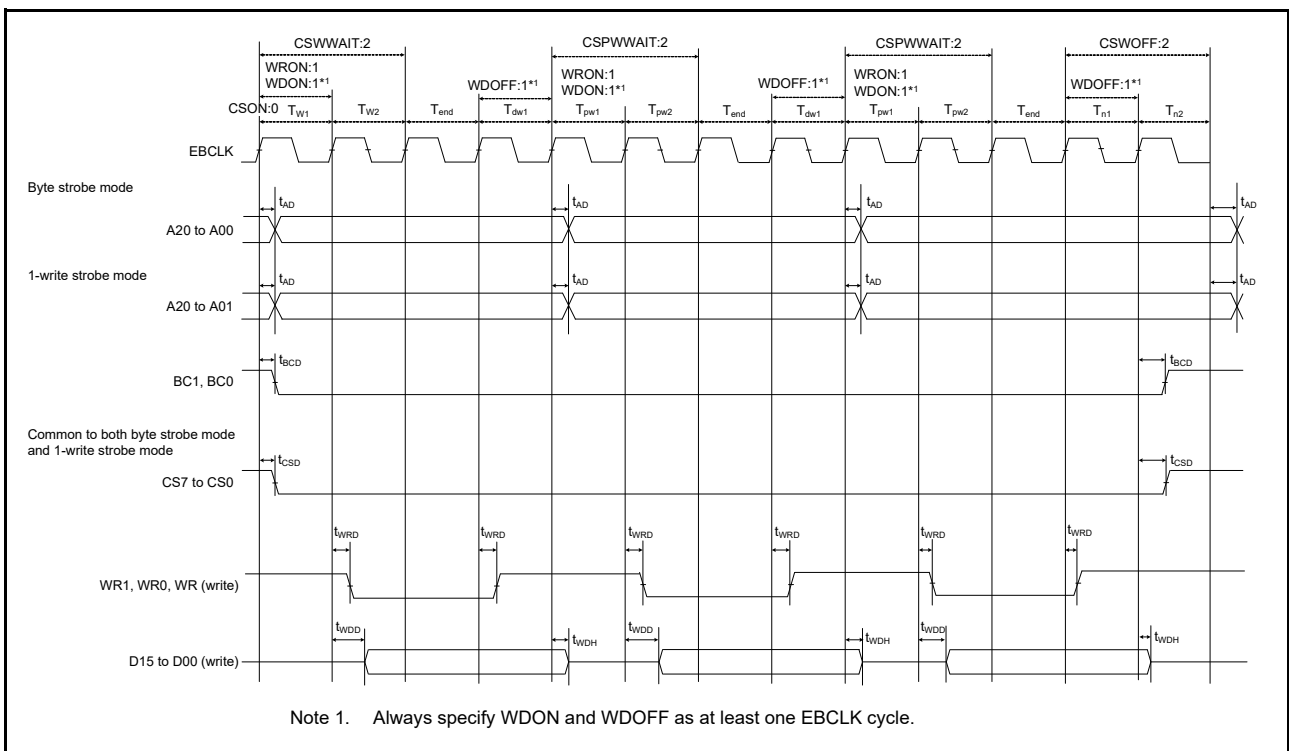 CSWWAIT:2 CSPWWAIT:2 CSPWWAIT:2 CSWOFF:2
WRON:1 WRON:1 WRON:1
WDON:1*1 WDOFF:1*1 WDON:1*1 WDOFF:1*1 WDON:1*1 WDOFF:1*1
CSON:0 TW1 TW2 Tend Tdw1 Tpw1 Tpw2 Tend Tdw1 Tpw1 Tpw2 Tend Tn1 Tn2
EBCLK
Byte strobe mode
tAD tAD tAD tAD
A20 to A00
1-write strobe mode
tAD tAD tAD tAD
A20 to A01
tBCD tBCD
BC1, BC0
Common to both byte strobe mode
and 1-write strobe mode
tCSD tCSD
CS7 to CS0
tWRD tWRD tWRD tWRD tWRD tWRD
WR1, WR0, WR (write)
tWDD tWDH tWDD tWDH tWDD tWDH
D15 to D00 (write)
Note 1. Always specify WDON and WDOFF as at least one EBCLK cycle.